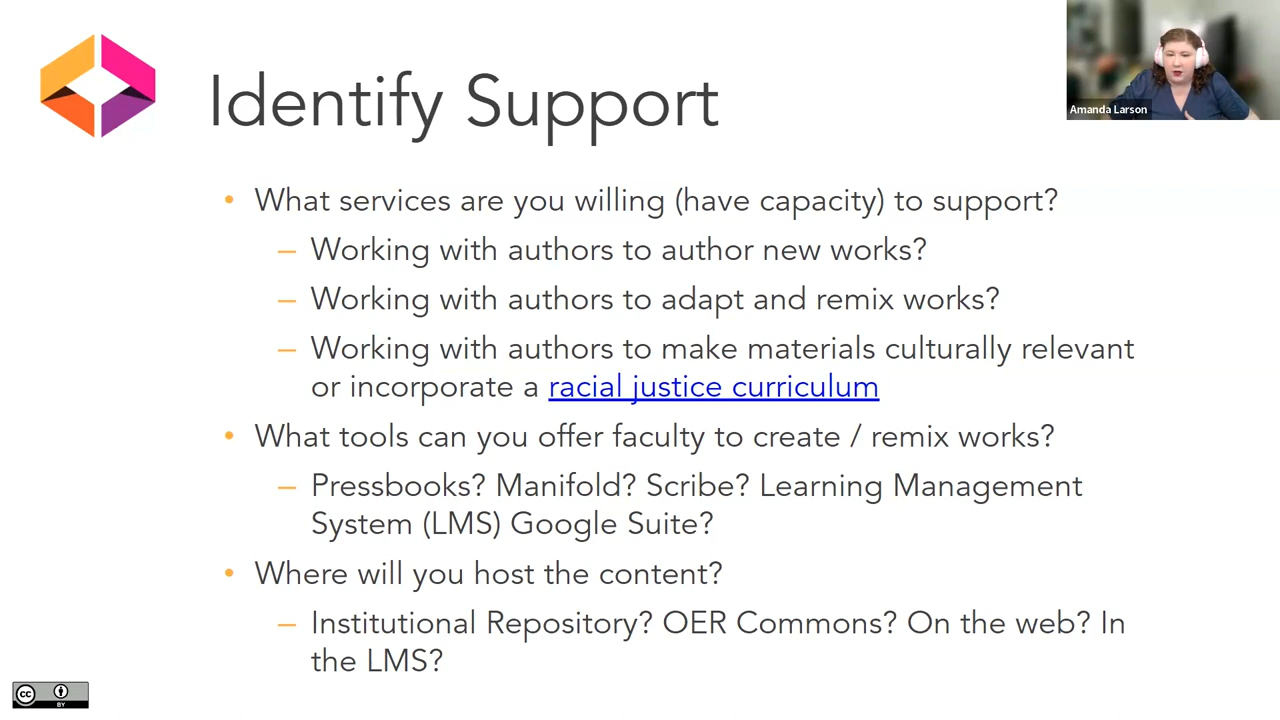 Identify Support
Amanda Larson
• What services are you willing (have capacity) to support?
– Working with authors to author new works?
– Working with authors to adapt and remix works?
– Working with authors to make materials culturally relevant
or incorporate a racial justice curriculum
• What tools can you offer faculty to create / remix works?
– Pressbooks? Manifold? Scribe? Learning Management
System (LMS) Google Suite?
• Where will you host the content?
– Institutional Repository? OER Commons? On the web? In
the LMS?
cc
BY